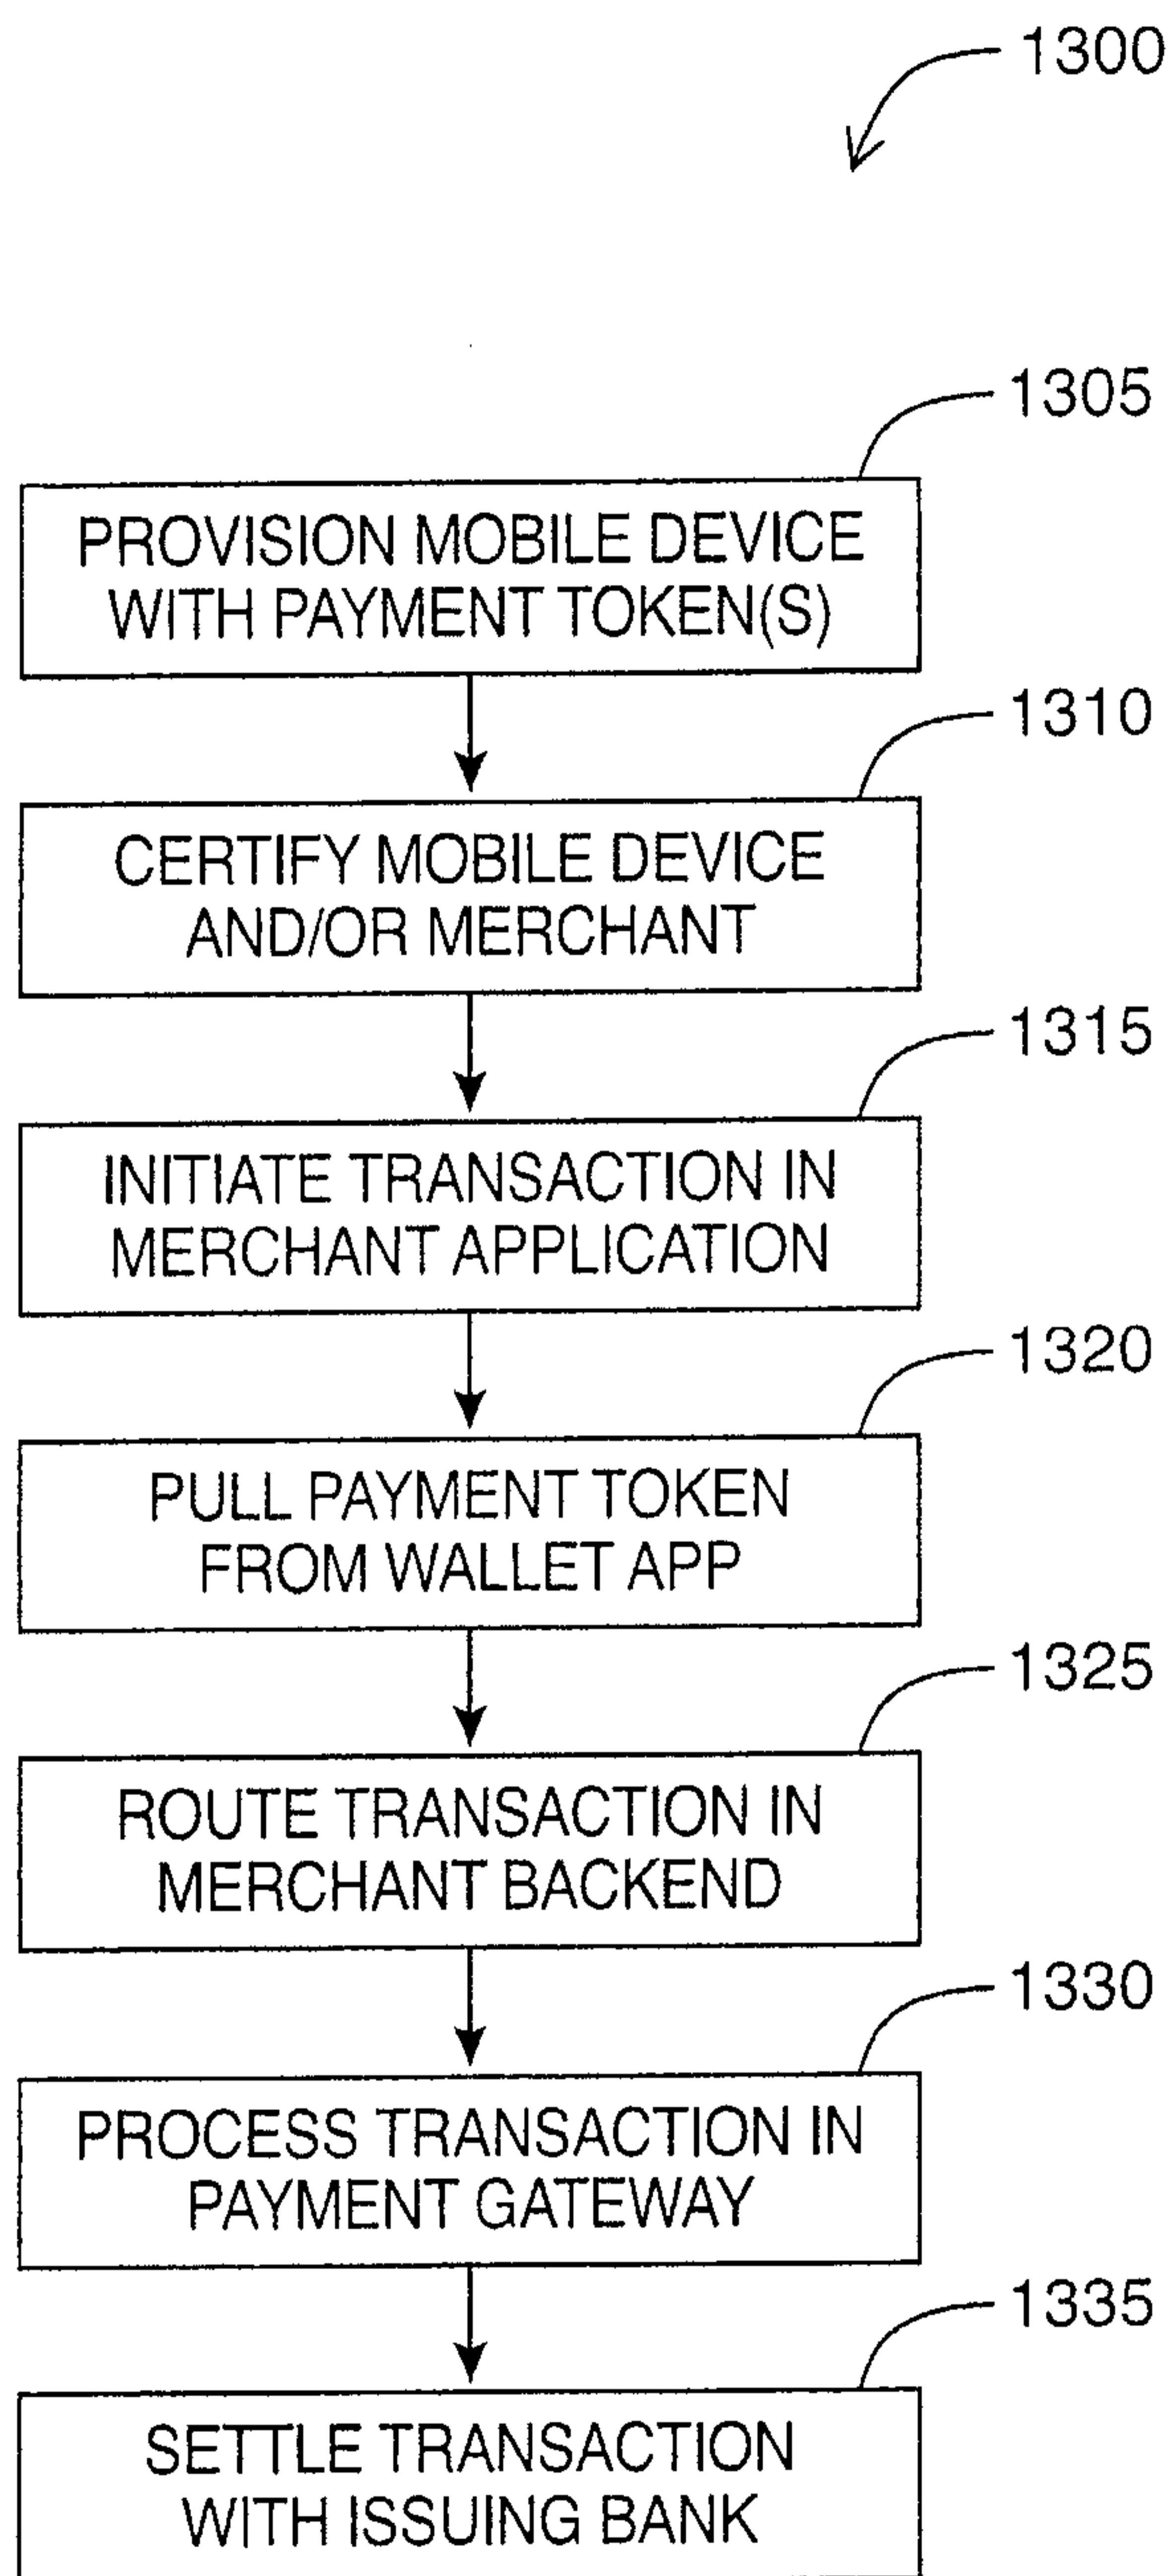 1300
1305
PROVISION MOBILE DEVICE
WITH PAYMENT TOKEN(S)
1310
CERTIFY MOBILE DEVICE
AND/OR MERCHANT
1315
INITIATE TRANSACTION IN
MERCHANT APPLICATION
1320
PULL PAYMENT TOKEN
FROM WALLET APP
1325
ROUTE TRANSACTION IN
MERCHANT BACKEND
1330
PROCESS TRANSACTION IN
PAYMENT GATEWAY
1335
SETTLE TRANSACTION
WITH ISSUING BANK